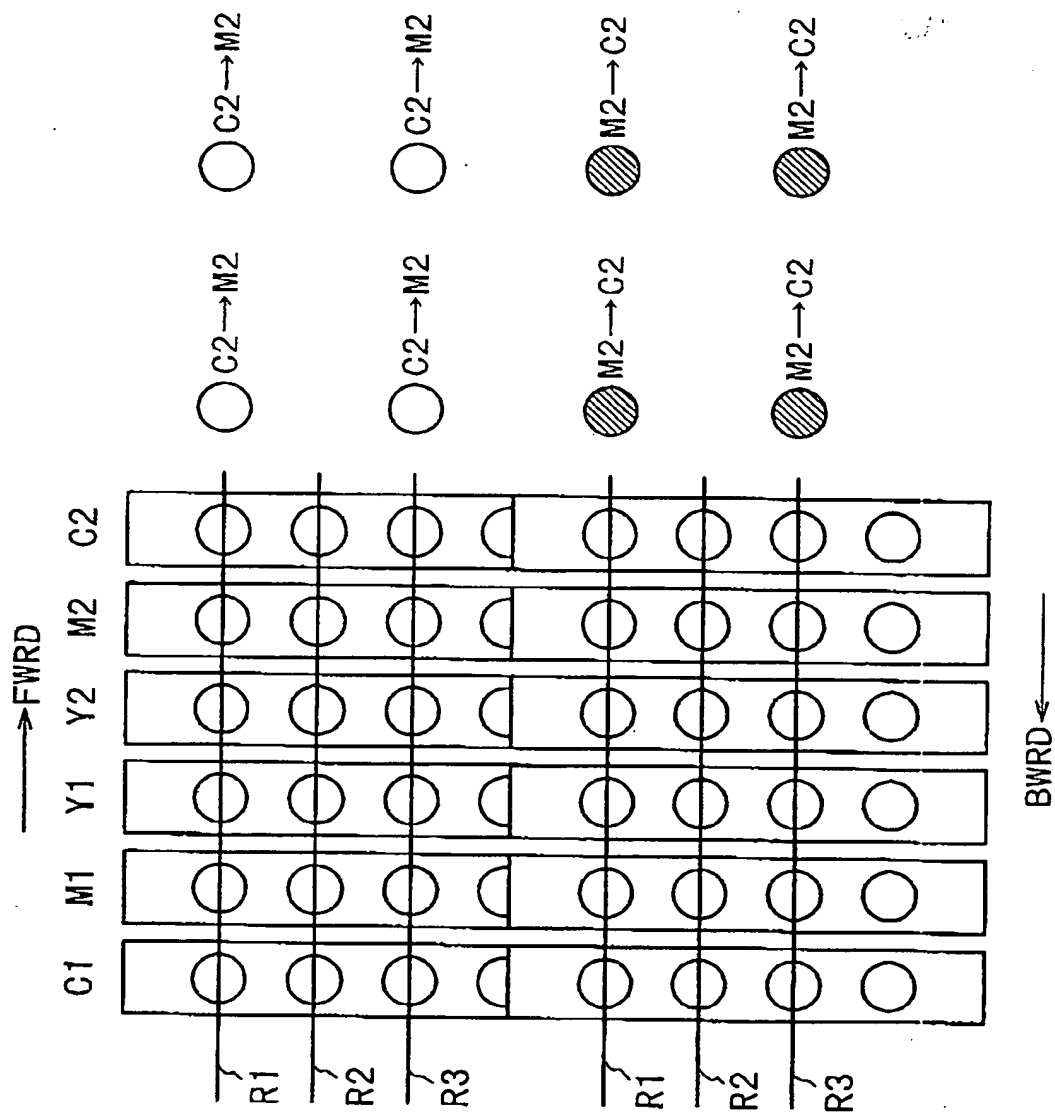 →FWRD
C1 M1 Y1 Y2 M2 C2
R1 C2→M2 C2→M2
R2
R3 C2→M2 C2→M2
R1 M2→C2 M2→C2
R2
R3 M2→C2 M2→C2
BWRD←